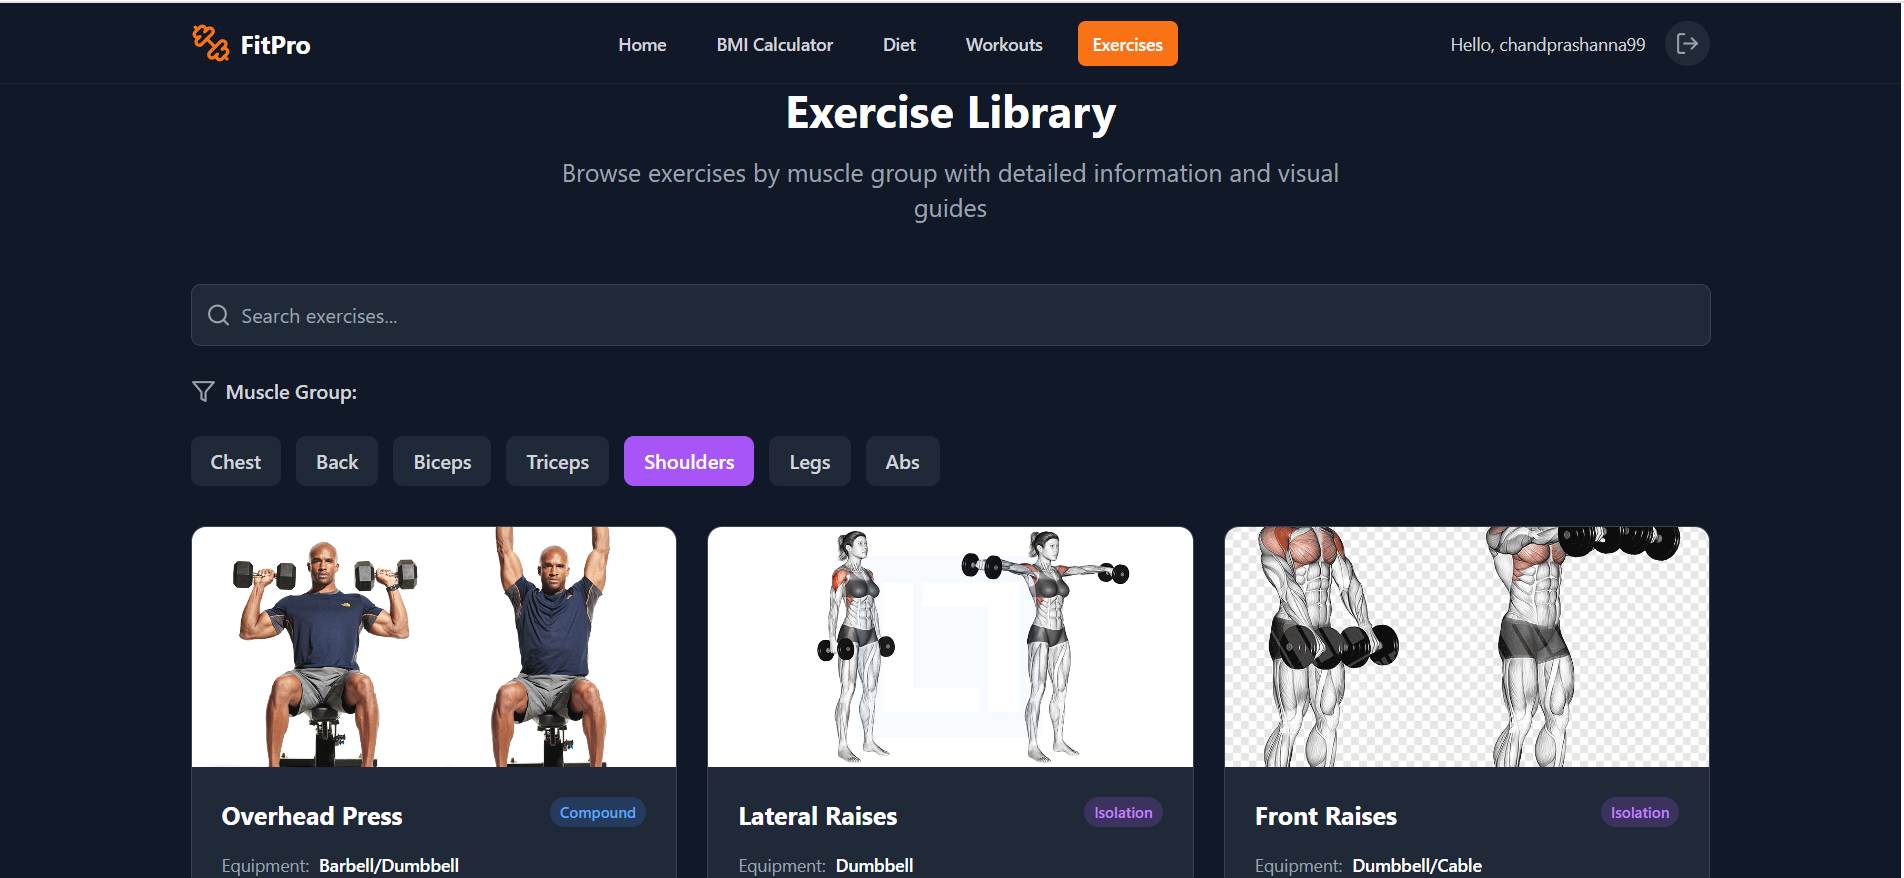 FitPro
Home
BMI Calculator
Diet
Workouts
Exercises
Hello, chandprashanna99
Exercise Library
Browse exercises by muscle group with detailed information and visual
guides
Search exercises...
Muscle Group:
Chest
Back
Biceps
Triceps
Shoulders
Legs
Abs
Overhead Press
Compound
Equipment: Barbell/Dumbbell
Lateral Raises
Isolation
Equipment: Dumbbell
Front Raises
Isolation
Equipment: Dumbbell/Cable